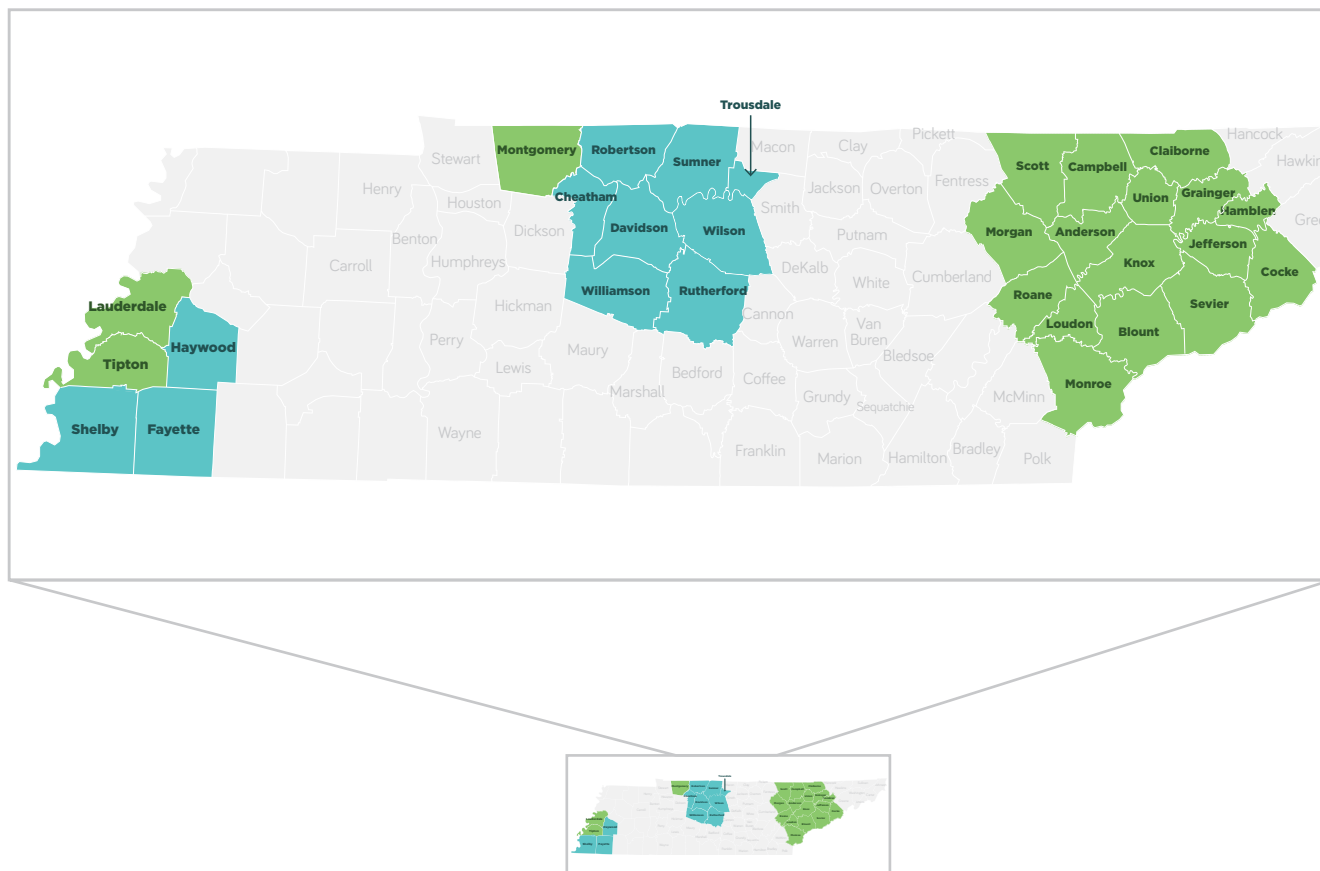 Trousdale
Montgomery
Robertson
Sumner
Macon
Clay
Pickett
Hancock
Stewart
Scott
Campbell
Claiborne
Hawkin
Henry
Houston
Cheatham
Jackson
Overton
Fentress
Union
Grainger
Hamblen
Gree
Smith
Dickson
Davidson
Wilson
Putnam
Morgan
Anderson
Jefferson
Benton
Carroll
Humphreys
DeKalb
White
Cumberland
Knox
Cocke
Lauderdale
Hickman
Williamson
Rutherford
Cannon
Roane
Sevier
Haywood
Perry
Maury
Warren
Van
Buren
Bledsoe
Loudon
Blount
Tipton
Lewis
Marshall
Bedford
Coffee
Grundy
Sequatchie
McMinn
Monroe
Shelby
Fayette
Wayne
Franklin
Marion
Hamilton
Bradley
Polk